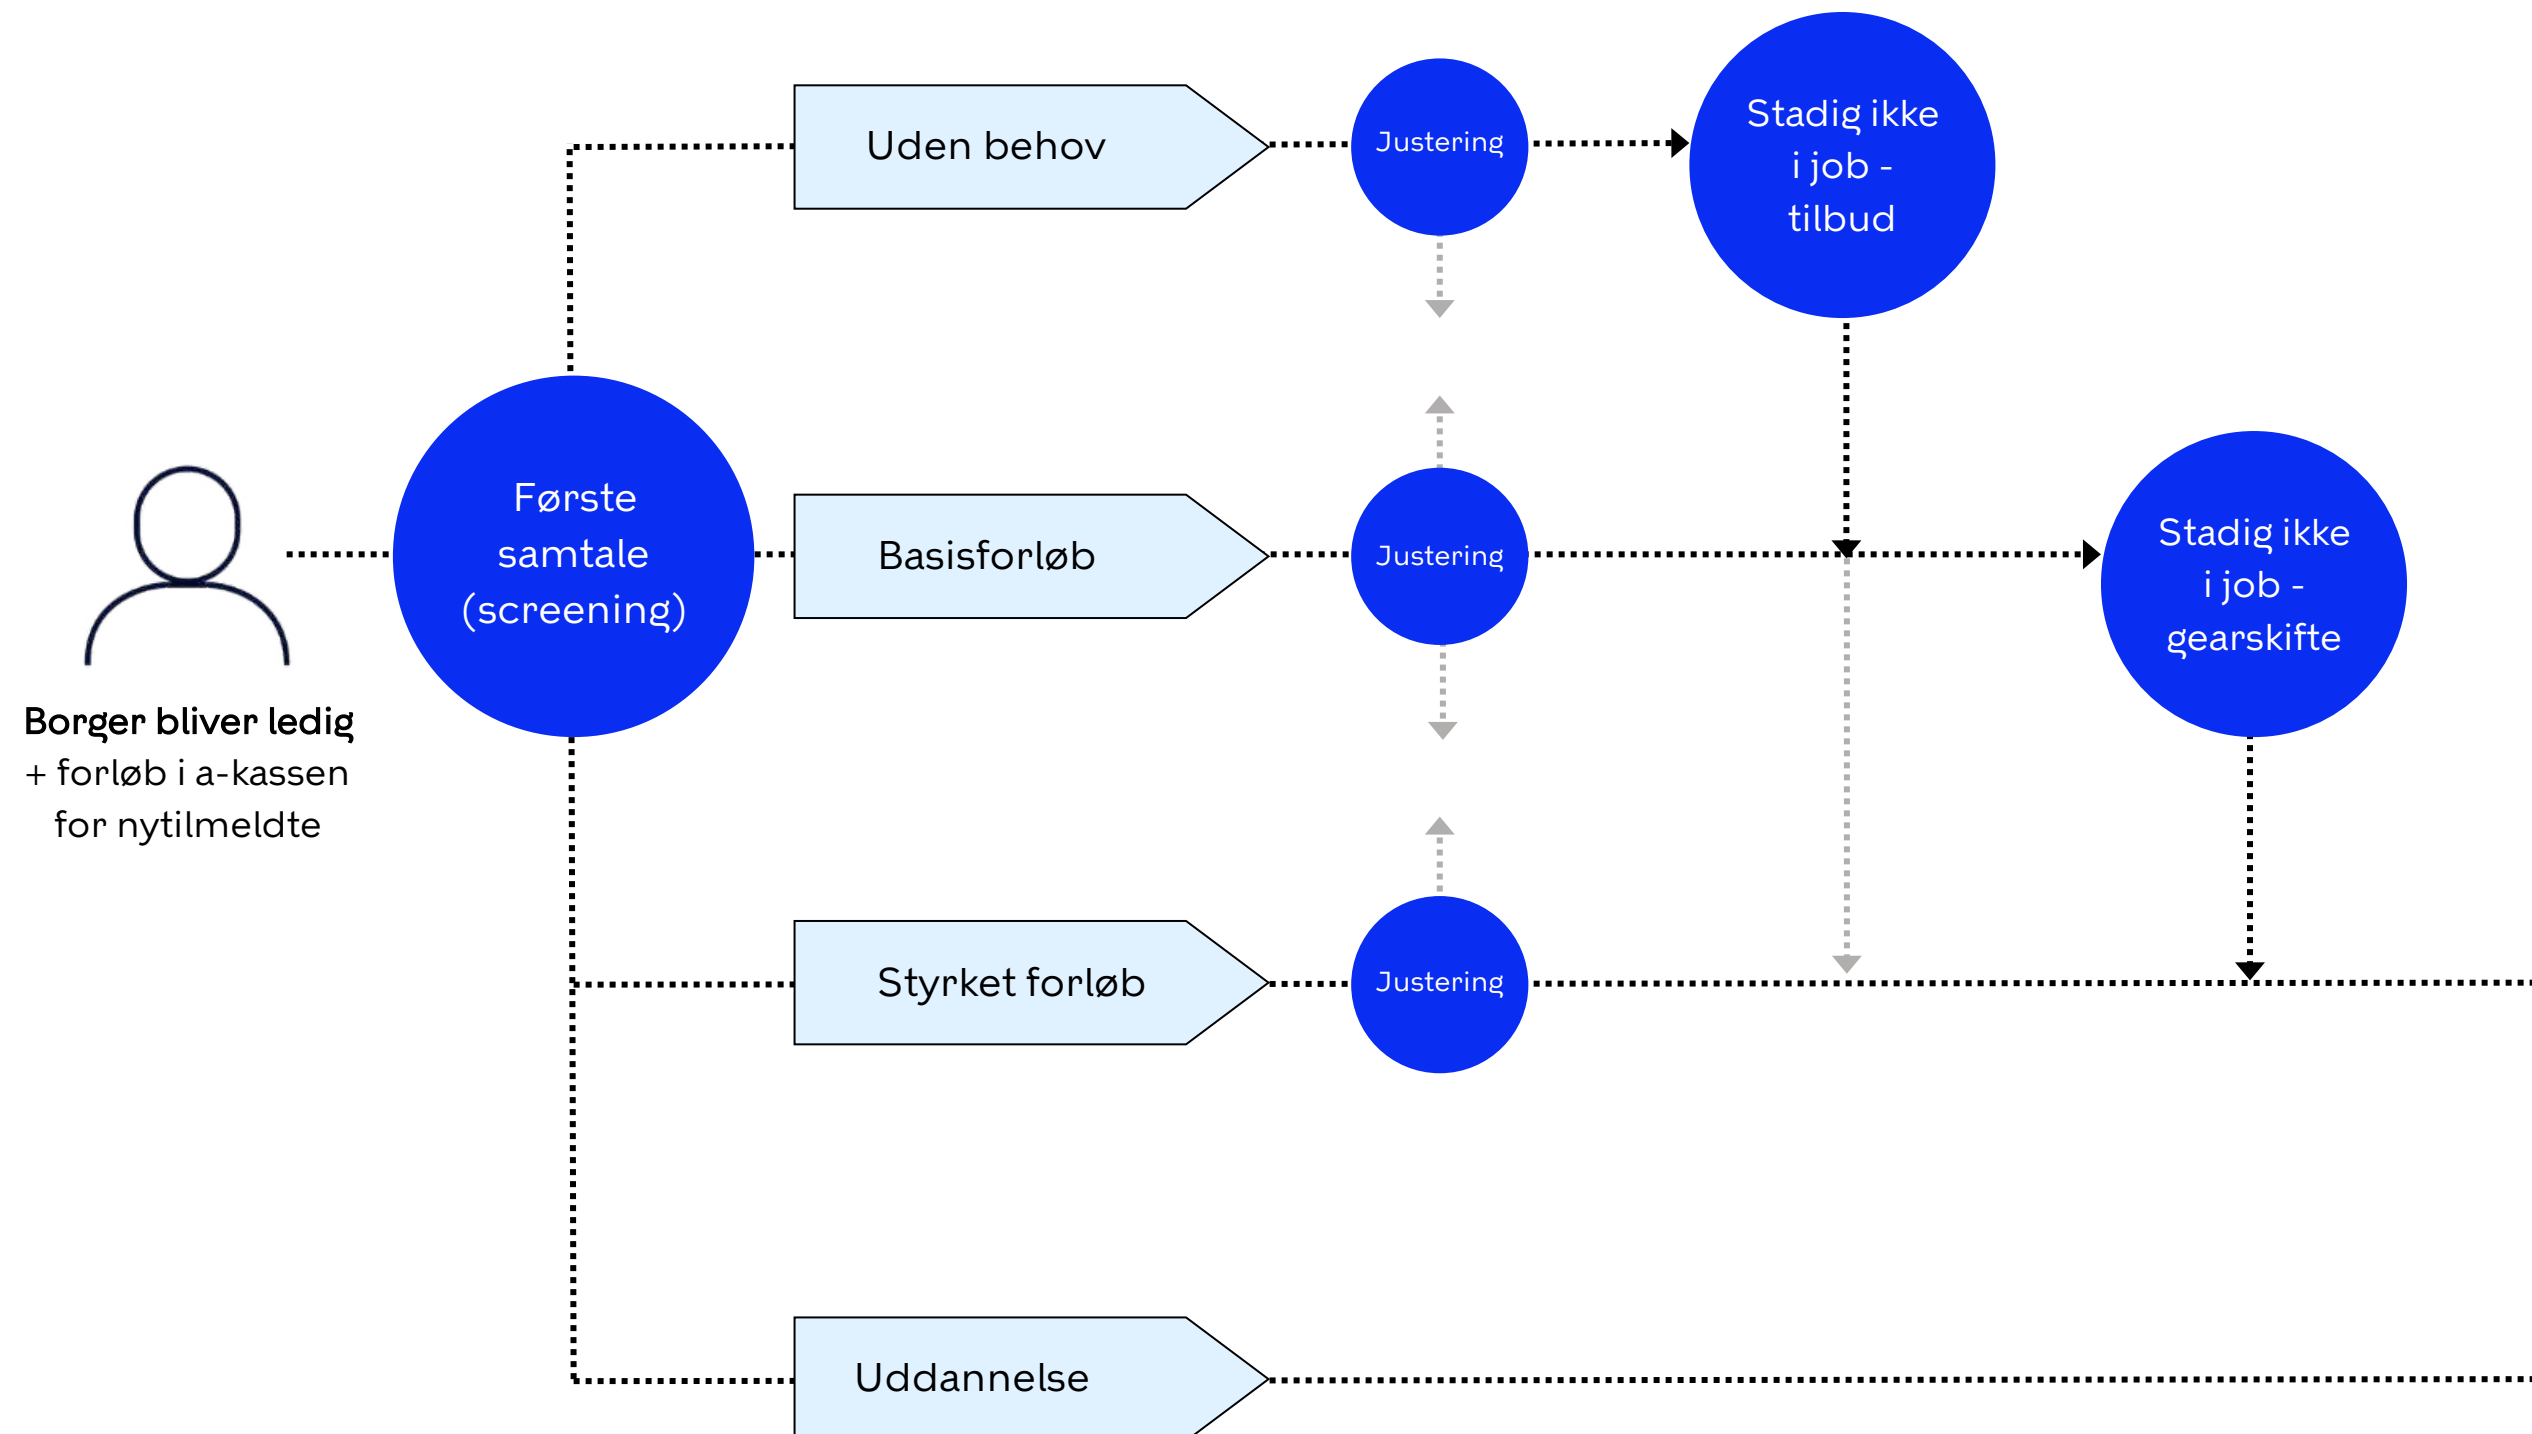 Uden behov
Justering
Stadig ikke
i job -
tilbud
Første
samtale
(screening)
Basisforløb
Justering
Stadig ikke
i job -
gearskifte
Borger bliver ledig
+ forløb i a-kassen
for nytilmeldte
Styrket forløb
Justering
Uddannelse